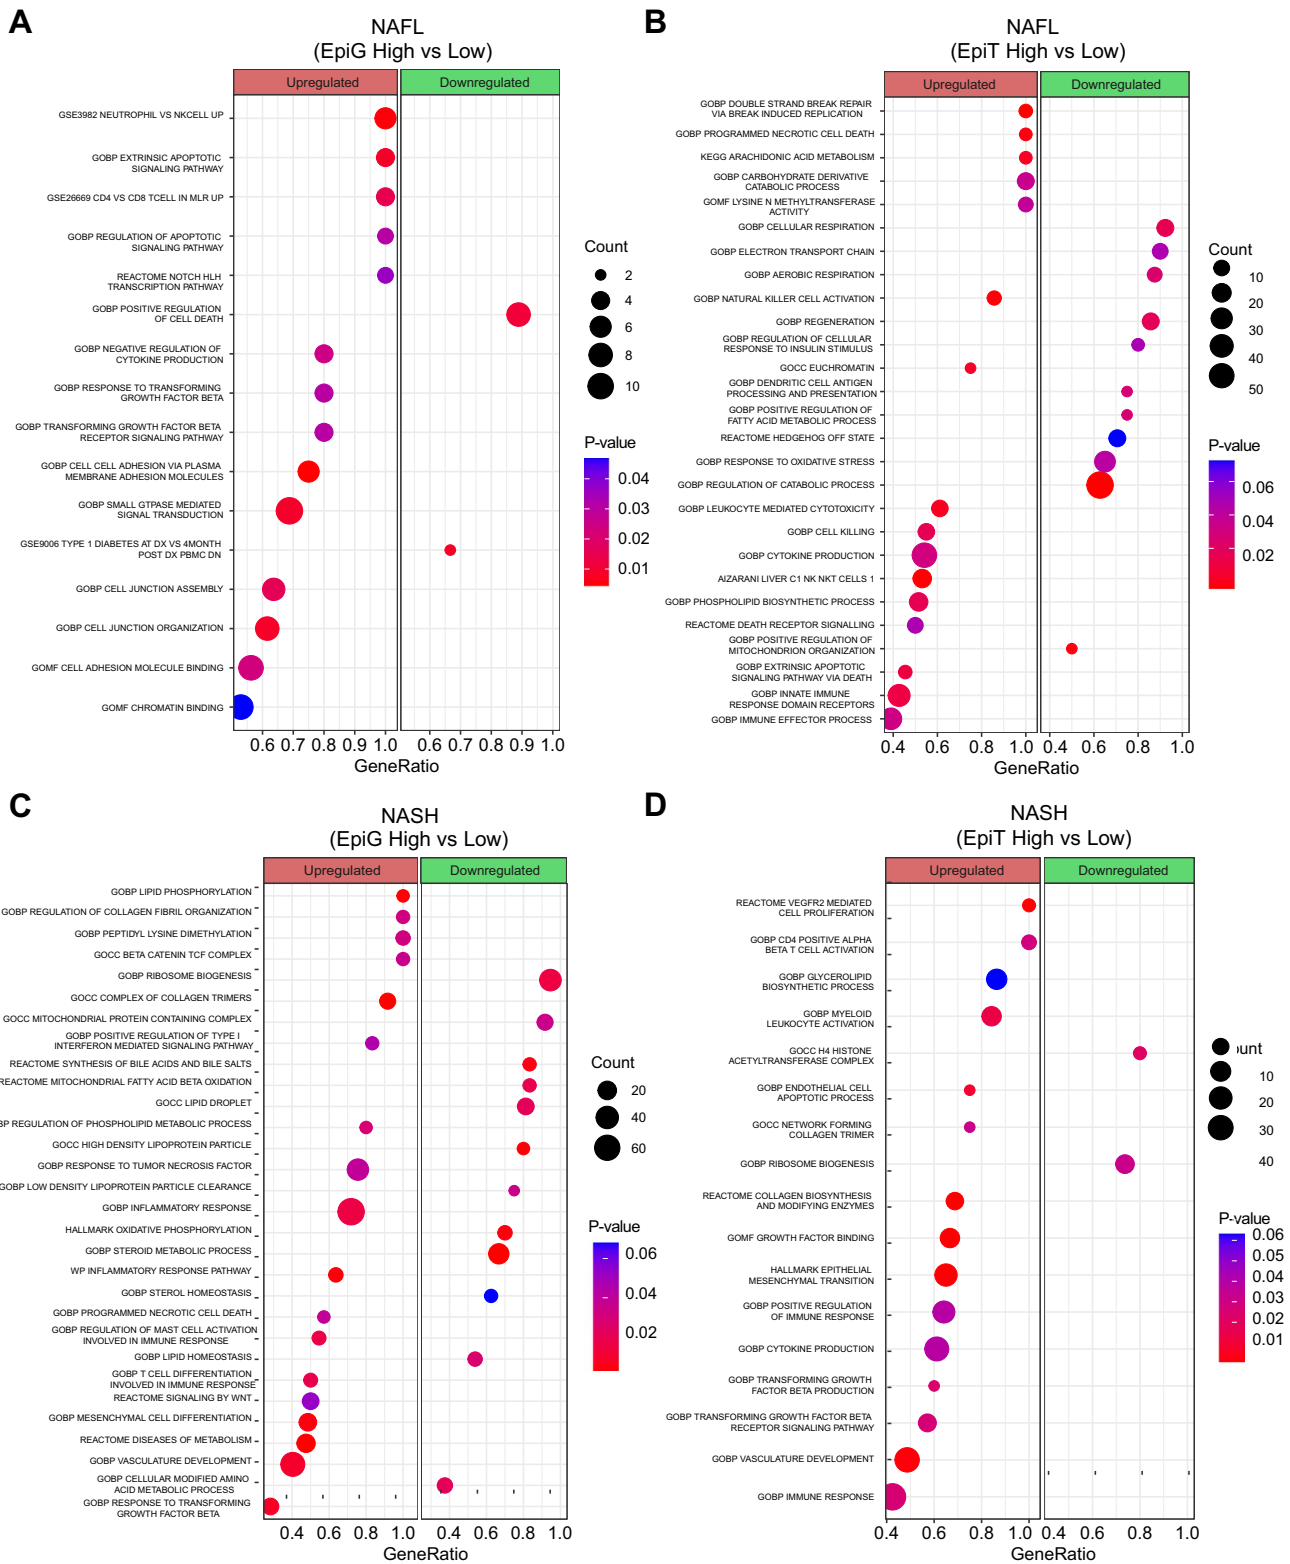 A
NAFL
(EpiG High vs Low)
Upregulated
Downregulated
GSE3982 NEUTROPHIL VS NKCELL UP
GOBP EXTRINSIC APOPTOTIC
SIGNALING PATHWAY
GSE26669 CD4 VS CD8 TCELL IN MLR UP
GOBP REGULATION OF APOPTOTIC
SIGNALING PATHWAY
REACTOME NOTCH HLH
TRANSCRIPTION PATHWAY
GOBP POSITIVE REGULATION
OF CELL DEATH
GOBP NEGATIVE REGULATION OF
CYTOKINE PRODUCTION
GOBP RESPONSE TO TRANSFORMING
GROWTH FACTOR BETA
GOBP TRANSFORMING GROWTH FACTOR BETA
RECEPTOR SIGNALING PATHWAY
GOBP CELL CELL ADHESION VIA PLASMA
MEMBRANE ADHESION MOLECULES
GOBP SMALL GTPASE MEDIATED
SIGNAL TRANSDUCTION
GSE9006 TYPE 1 DIABETES AT DX VS 4MONTH
POST DX PBMC DN
GOBP CELL JUNCTION ASSEMBLY
GOBP CELL JUNCTION ORGANIZATION
GOMF CELL ADHESION MOLECULE BINDING
GOMF CHROMATIN BINDING
0.6 0.7 0.8 0.9 1.0
0.6 0.7 0.8 0.9 1.0
GeneRatio
Count
2
4
6
8
10
P-value
0.04
0.03
0.02
0.01
B
NAFL
(EpiT High vs Low)
Upregulated
Downregulated
GOBP DOUBLE STRAND BREAK REPAIR
VIA BREAK INDUCED REPLICATION
GOBP PROGRAMMED NECROTIC CELL DEATH
KEGG ARACHIDONIC ACID METABOLISM
GOBP CARBOHYDRATE DERIVATIVE
CATABOLIC PROCESS
GOMF LYSINE N METHYLTRANSFERASE
ACTIVITY
GOBP CELLULAR RESPIRATION
GOBP ELECTRON TRANSPORT CHAIN
GOBP AEROBIC RESPIRATION
GOBP NATURAL KILLER CELL ACTIVATION
GOBP REGENERATION
GOBP REGULATION OF CELLULAR
RESPONSE TO INSULIN STIMULUS
GOCC EUCHROMATIN
GOBP DENDRITIC CELL ANTIGEN
PROCESSING AND PRESENTATION
GOBP POSITIVE REGULATION OF
FATTY ACID METABOLIC PROCESS
REACTOME HEDGEHOG OFF STATE
GOBP RESPONSE TO OXIDATIVE STRESS
GOBP REGULATION OF CATABOLIC PROCESS
GOBP LEUKOCYTE MEDIATED CYTOTOXICITY
GOBP CELL KILLING
GOBP CYTOKINE PRODUCTION
AIZARANI LIVER C1 NK NKT CELLS 1
GOBP PHOSPHOLIPID BIOSYNTHETIC PROCESS
REACTOME DEATH RECEPTOR SIGNALLING
GOBP POSITIVE REGULATION OF
MITOCHONDRION ORGANIZATION
GOBP EXTRINSIC APOPTOTIC
SIGNALING PATHWAY VIA DEATH
GOBP INNATE IMMUNE
RESPONSE DOMAIN RECEPTORS
GOBP IMMUNE EFFECTOR PROCESS
0.4 0.6 0.8 1.0
0.4 0.6 0.8 1.0
GeneRatio
Count
10
20
30
40
50
P-value
0.06
0.04
0.02
C
NASH
(EpiG High vs Low)
Upregulated
Downregulated
GOBP LIPID PHOSPHORYLATION
GOBP REGULATION OF COLLAGEN FIBRIL ORGANIZATION
GOBP PEPTIDYL LYSINE DIMETHYLATION
GOCC BETA CATENIN TCF COMPLEX
GOBP RIBOSOME BIOGENESIS
GOCC COMPLEX OF COLLAGEN TRIMERS
GOCC MITOCHONDRIAL PROTEIN CONTAINING COMPLEX
GOBP POSITIVE REGULATION OF TYPE I
INTERFERON MEDIATED SIGNALING PATHWAY
REACTOME SYNTHESIS OF BILE ACIDS AND BILE SALTS
REACTOME MITOCHONDRIAL FATTY ACID BETA OXIDATION
GOCC LIPID DROPLET
BP REGULATION OF PHOSPHOLIPID METABOLIC PROCESS
GOCC HIGH DENSITY LIPOPROTEIN PARTICLE
GOBP RESPONSE TO TUMOR NECROSIS FACTOR
GOBP LOW DENSITY LIPOPROTEIN PARTICLE CLEARANCE
GOBP INFLAMMATORY RESPONSE
HALLMARK OXIDATIVE PHOSPHORYLATION
GOBP STEROID METABOLIC PROCESS
WP INFLAMMATORY RESPONSE PATHWAY
GOBP STEROL HOMEOSTASIS
GOBP PROGRAMMED NECROTIC CELL DEATH
GOBP REGULATION OF MAST CELL ACTIVATION
INVOLVED IN IMMUNE RESPONSE
GOBP LIPID HOMEOSTASIS
GOBP T CELL DIFFERENTIATION
INVOLVED IN IMMUNE RESPONSE
REACTOME SIGNALING BY WNT
GOBP MESENCHYMAL CELL DIFFERENTIATION
REACTOME DISEASES OF METABOLISM
GOBP VASCULATURE DEVELOPMENT
GOBP CELLULAR MODIFIED AMINO
ACID METABOLIC PROCESS
GOBP RESPONSE TO TRANSFORMING
GROWTH FACTOR BETA
0.4 0.6 0.8 1.0
0.4 0.6 0.8 1.0
GeneRatio
Count
20
40
60
P-value
0.06
0.04
0.02
D
NASH
(EpiT High vs Low)
Upregulated
Downregulated
REACTOME VEGFR2 MEDIATED
CELL PROLIFERATION
GOBP CD4 POSITIVE ALPHA
BETA T CELL ACTIVATION
GOBP GLYCEROLIPID
BIOSYNTHETIC PROCESS
GOBP MYELOID
LEUKOCYTE ACTIVATION
GOCC H4 HISTONE
ACETYLTRANSFERASE COMPLEX
GOBP ENDOTHELIAL CELL
APOPTOTIC PROCESS
GOCC NETWORK FORMING
COLLAGEN TRIMER
GOBP RIBOSOME BIOGENESIS
REACTOME COLLAGEN BIOSYNTHESIS
AND MODIFYING ENZYMES
GOMF GROWTH FACTOR BINDING
HALLMARK EPITHELIAL
MESENCHYMAL TRANSITION
GOBP POSITIVE REGULATION
OF IMMUNE RESPONSE
GOBP CYTOKINE PRODUCTION
GOBP TRANSFORMING GROWTH
FACTOR BETA PRODUCTION
GOBP TRANSFORMING GROWTH FACTOR BETA
RECEPTOR SIGNALING PATHWAY
GOBP VASCULATURE DEVELOPMENT
GOBP IMMUNE RESPONSE
0.4 0.6 0.8 1.0
0.4 0.6 0.8 1.0
GeneRatio
unt
10
20
30
40
P-value
0.06
0.05
0.04
0.03
0.02
0.01